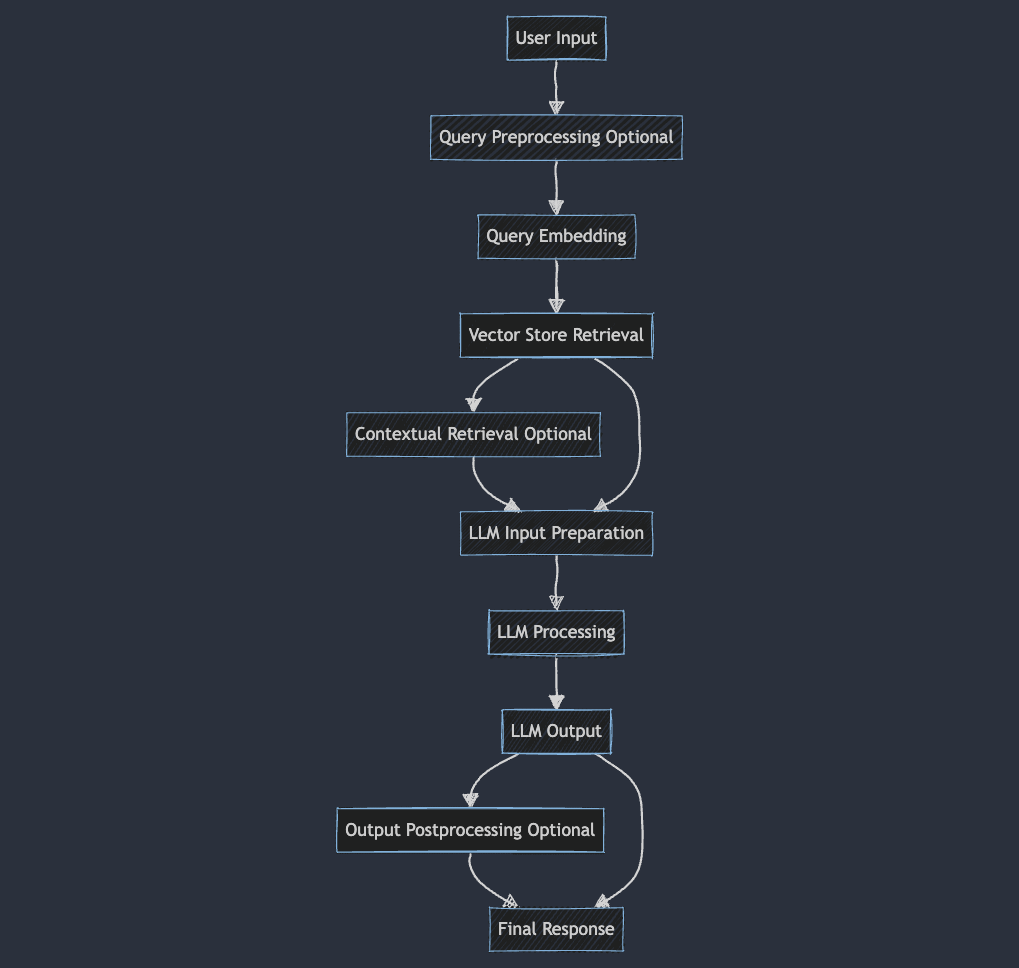 User Input
Query Preprocessing Optional
Query Embedding
Vector Store Retrieval
Contextual Retrieval Optional
LLM Input Preparation
LLM Processing
LLM Output
Output Postprocessing Optional
Final Response